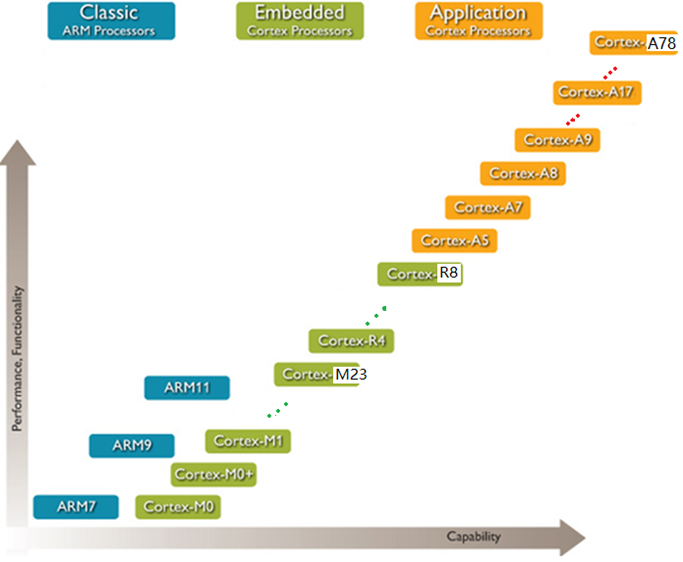 Classic
ARM Processors
Embedded
Cortex Processors
Application
Cortex Processors
Cortex-A78
Cortex-A17
Cortex-A9
Cortex-A8
Cortex-A7
Cortex-A5
Cortex-R8
Cortex-R4
Cortex-M23
ARM11
Cortex-M1
ARM9
Cortex-M0+
ARM7
Cortex-M0
Performance, Functionality
Capability